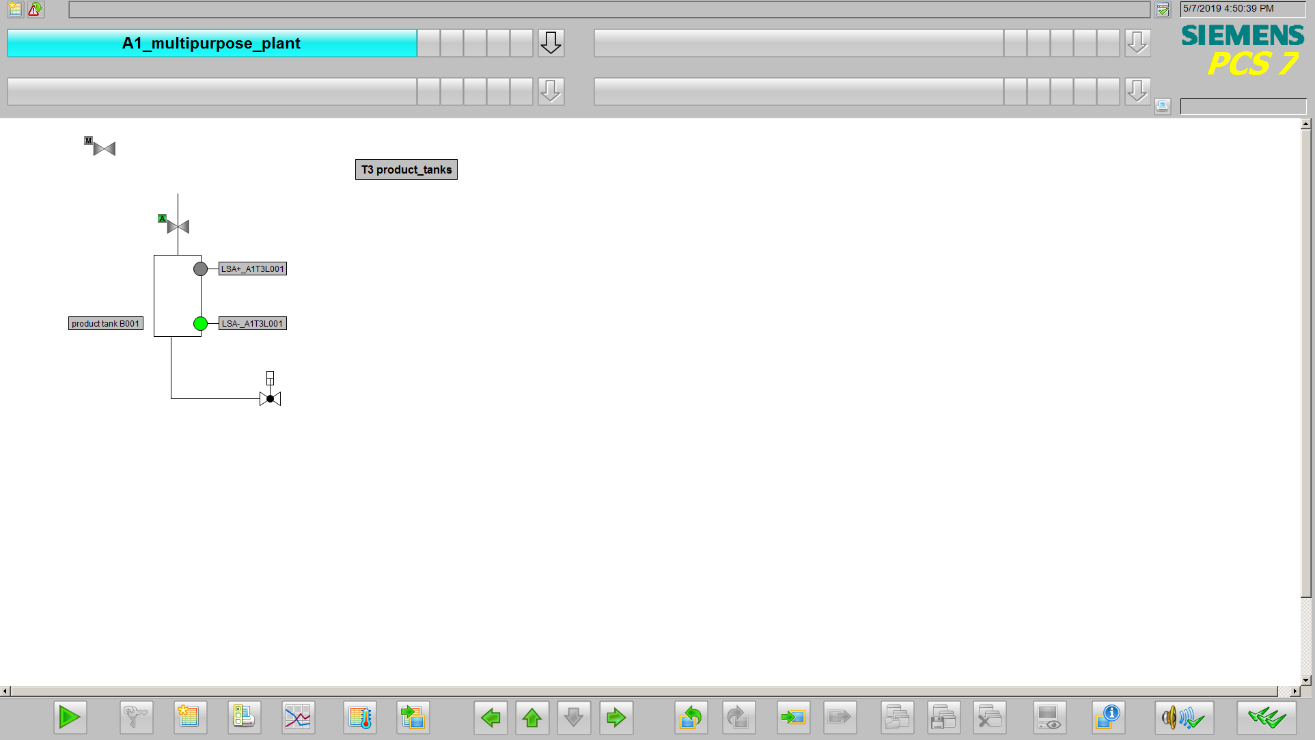 5/7/2019 4:50:39 PM
A1_multipurpose_plant
SIEMENS
PCS 7
M
T3 product_tanks
A
LSA+_A1T3L001
product tank B001
LSA-_A1T3L001